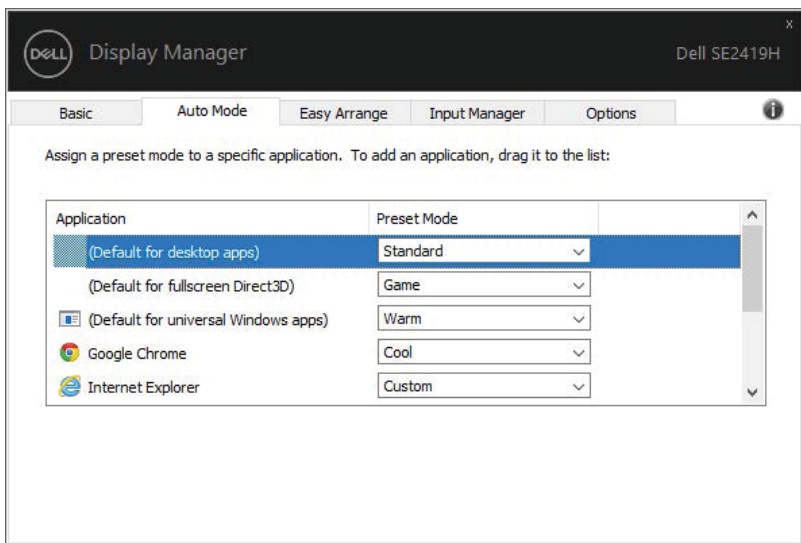 x
DELL Display Manager Dell SE2419H
Basic Auto Mode Easy Arrange Input Manager Options
Assign a preset mode to a specific application. To add an application, drag it to the list:
Application Preset Mode
(Default for desktop apps) Standard
(Default for fullscreen Direct3D) Game
(Default for universal Windows apps) Warm
Google Chrome Cool
Internet Explorer Custom